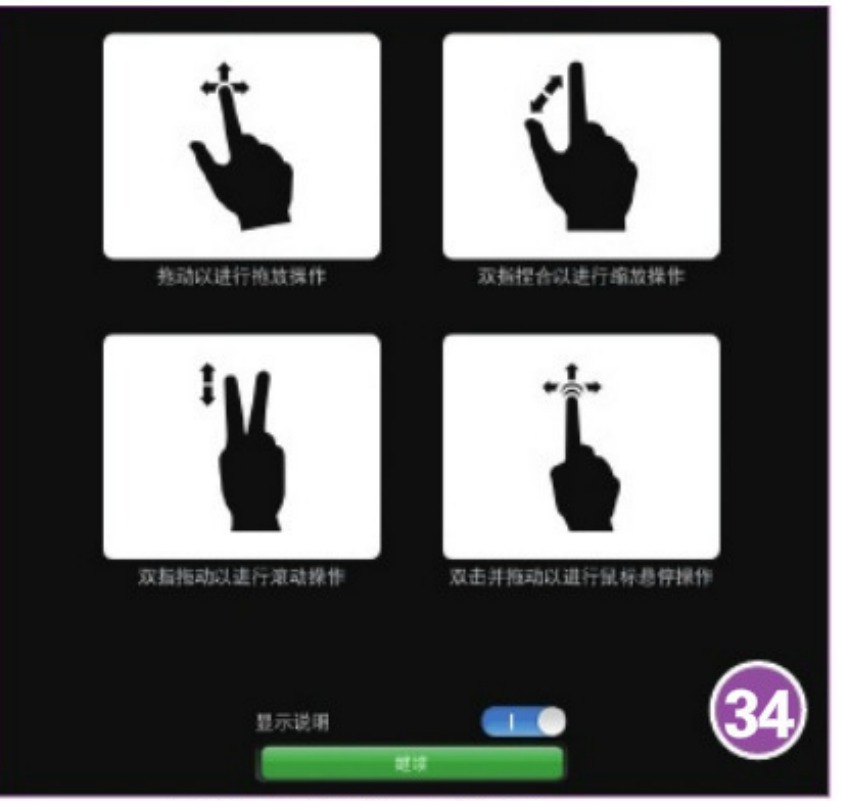 拖动以进行拖放操作
双指捏合以进行缩放操作
双指拖动以进行滚动操作
双击并拖动以进行鼠标悬停操作
显示说明
继续
34